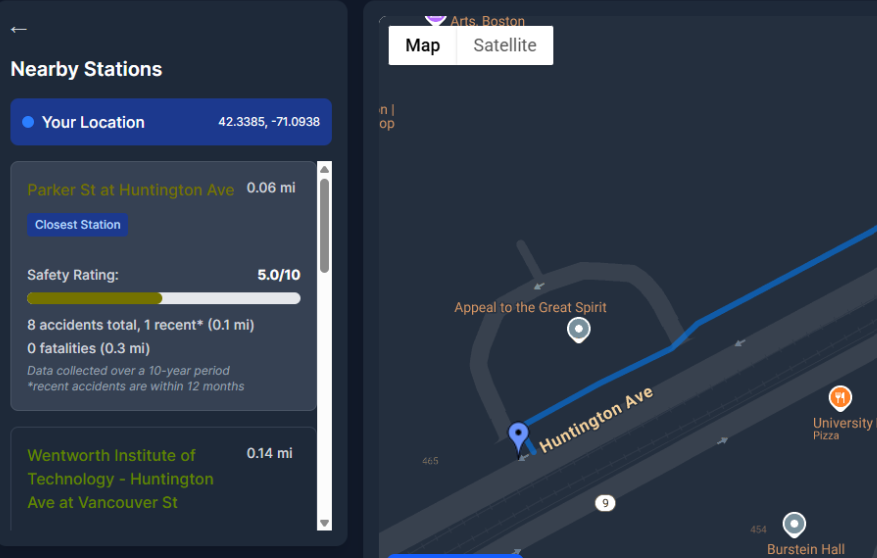 ←
Nearby Stations
Your Location 42.3385, -71.0938
Parker St at Huntington Ave 0.06 mi
Closest Station
Safety Rating: 5.0/10
8 accidents total, 1 recent* (0.1 mi)
0 fatalities (0.3 mi)
Data collected over a 10-year period
*recent accidents are within 12 months
Wentworth Institute of 0.14 mi
Technology - Huntington
Ave at Vancouver St
Arts, Boston
Map Satellite
n |
op
Appeal to the Great Spirit
Huntington Ave
University
Pizza
465
9
454
Burstein Hall